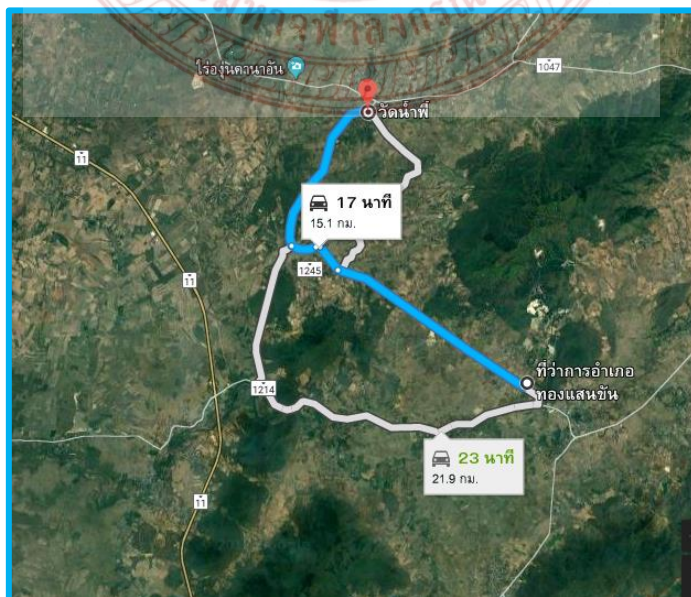 ไร่องุ่นคานาอัน
1047
วัดน้ำพี้
11
17 นาที
15.1 กม.
1245
11
ที่ว่าการอำเภอ
ทองแสนขัน
1214
23 นาที
21.9 กม.
11